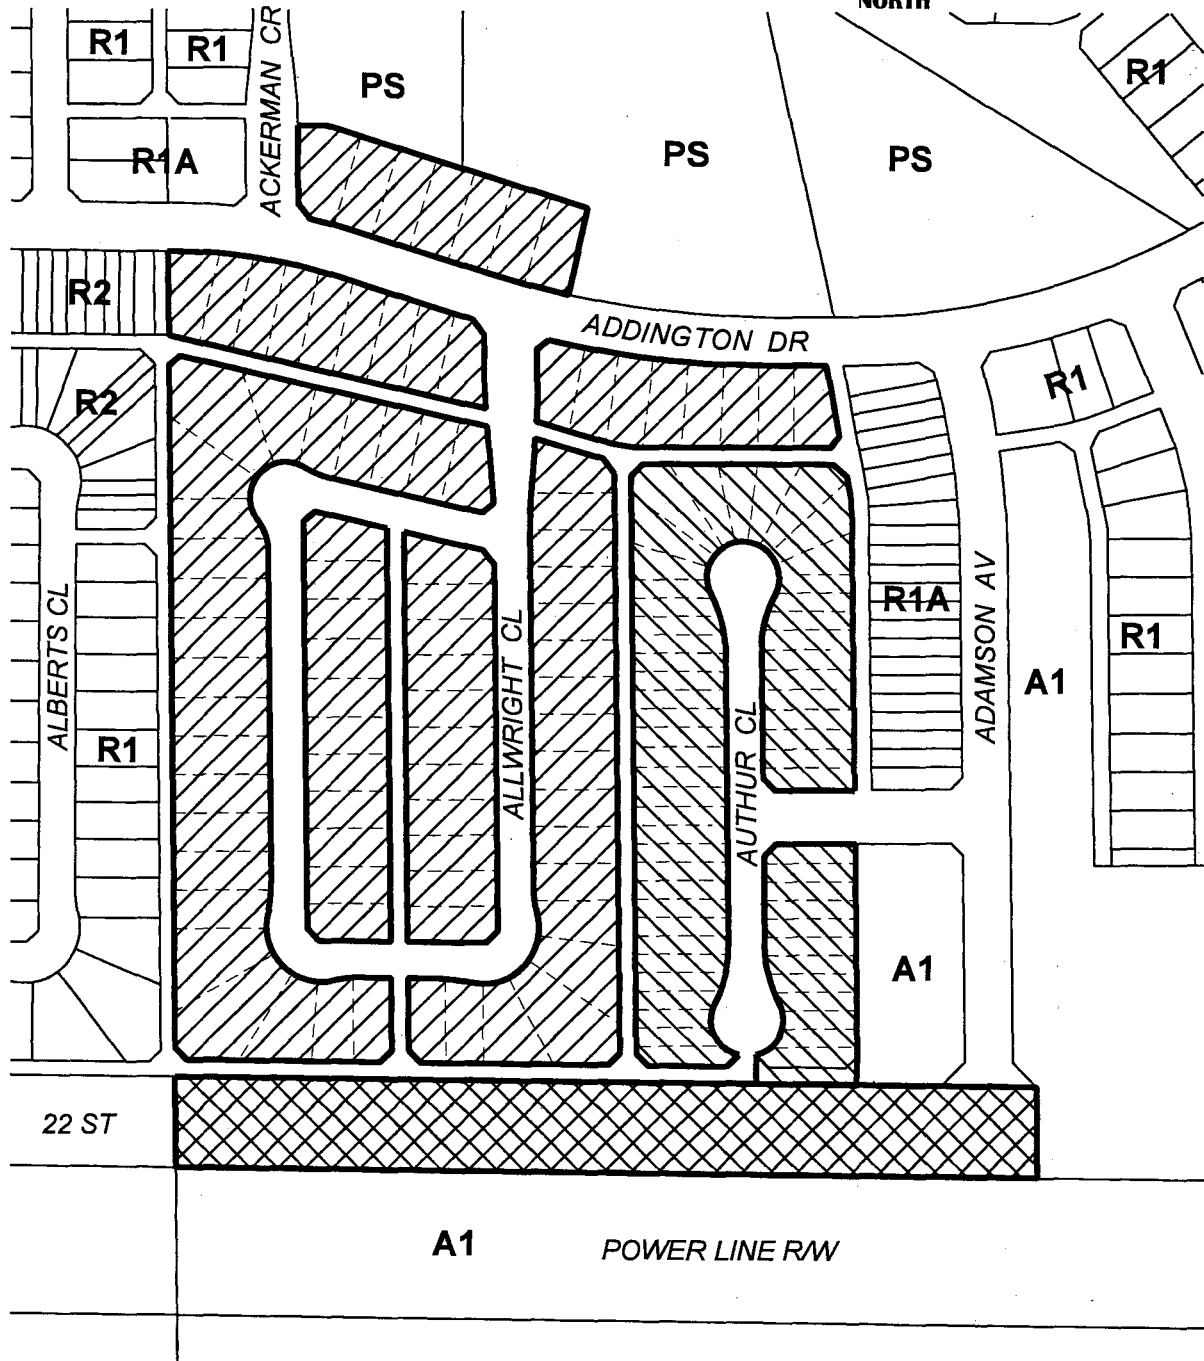 NORTH
R1
R1
ACKERMAN CR
PS
R1
R1A
PS
PS
R2
ADDINGTON DR
R2
R1
ALBERTS CL
ALLWRIGHT CL
R1A
ADAMSON AV
R1
A1
R1
AUTHUR CL
A1
22 ST
A1
POWER LINE R/W